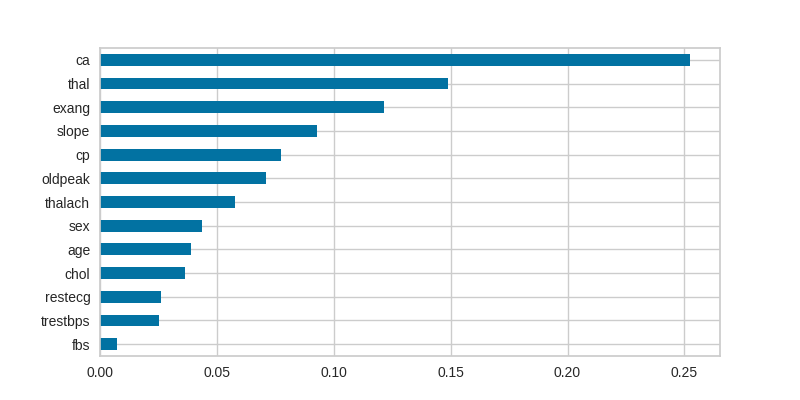 ca
thal
exang
slope
cp
oldpeak
thalach
sex
age
chol
restecg
trestbps
fbs
0.00 0.05 0.10 0.15 0.20 0.25